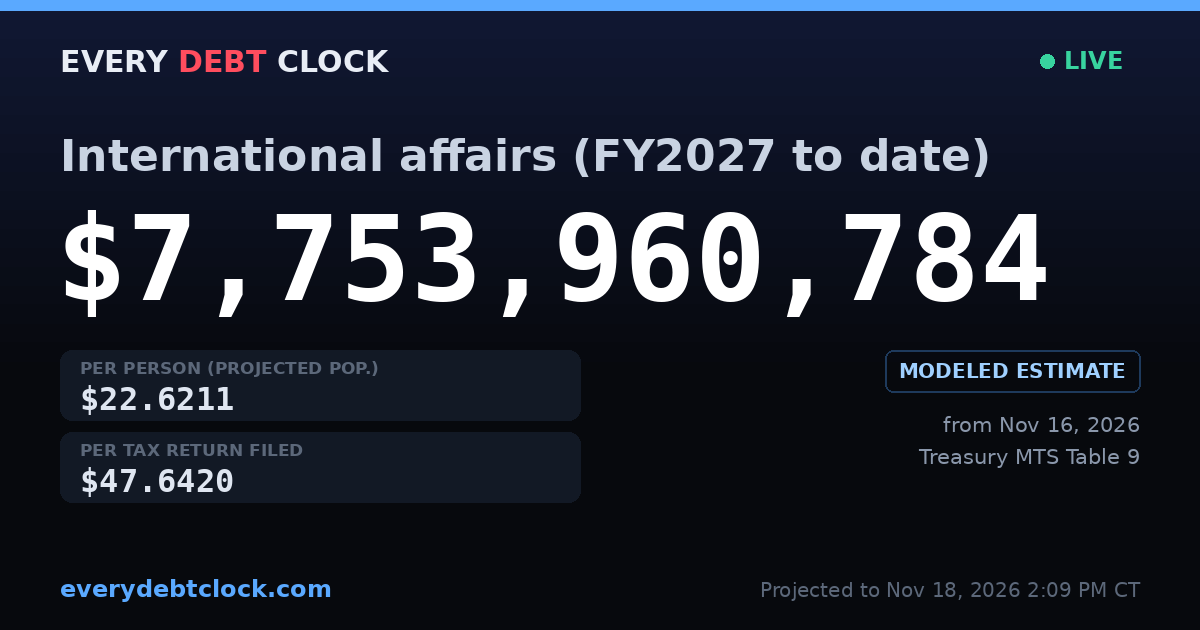 EVERY DEBT CLOCK
LIVE
International affairs (FY2027 to date)
$7,753,960,784
PER PERSON (PROJECTED POP.)
$22.6211
PER TAX RETURN FILED
$47.6420
MODELED ESTIMATE
from Nov 16, 2026
Treasury MTS Table 9
everydebtclock.com
Projected to Nov 18, 2026 2:09 PM CT